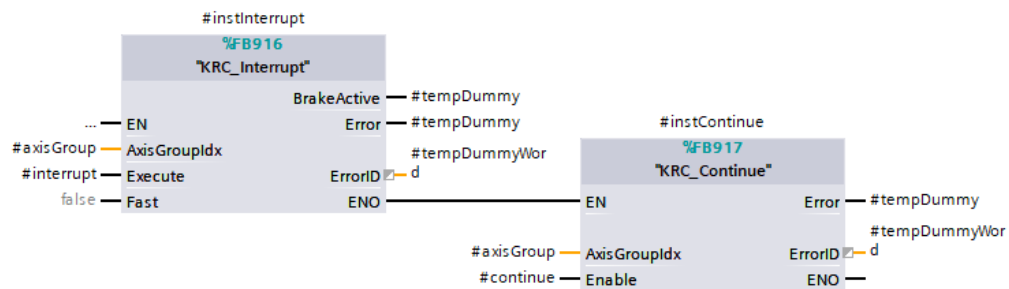 #instInterrupt
%FB916
"KRC_Interrupt"
BrakeActive #tempDummy
... EN Error #tempDummy
#axisGroup AxisGroupIdx
#tempDummyWor
#interrupt Execute ErrorID d
false Fast ENO
#instContinue
%FB917
"KRC_Continue"
EN Error #tempDummy
#tempDummyWor
#axisGroup AxisGroupIdx ErrorID d
#continue Enable ENO